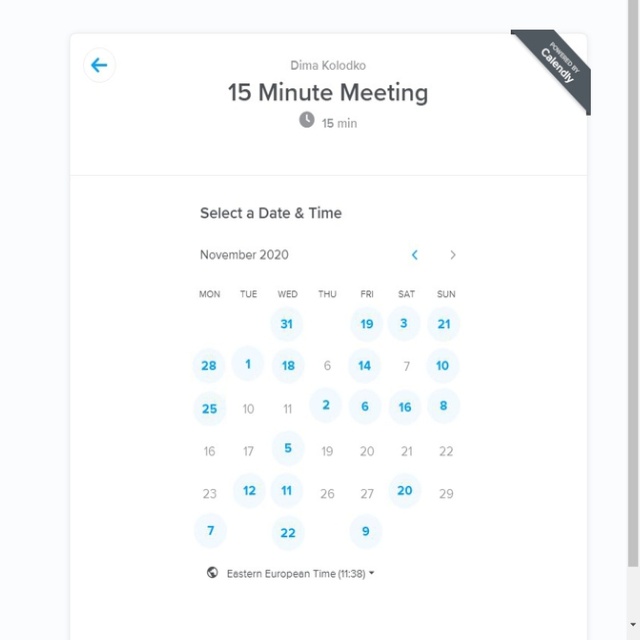 POWERED BY
Calendly
Dima Kolodko
15 Minute Meeting
15 min
Select a Date & Time
November 2020
MON TUE WED THU FRI SAT SUN
31 19 3 21
28 1 18 6 14 7 10
25 10 11 2 6 16 8
16 17 5 19 20 21 22
23 12 11 26 27 20 29
7 22 9
Eastern European Time (11:38)